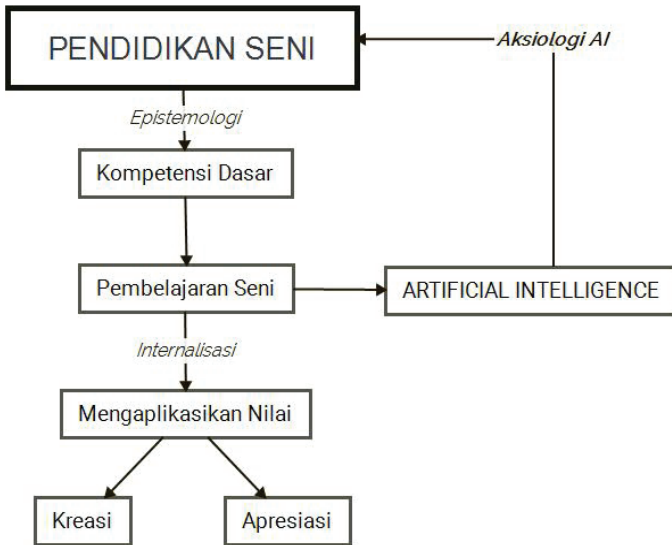 PENDIDIKAN SENI
Aksiologi AI
Epistemologi
Kompetensi Dasar
Pembelajaran Seni
ARTIFICIAL INTELLIGENCE
Internalisasi
Mengaplikasikan Nilai
Kreasi
Apresiasi